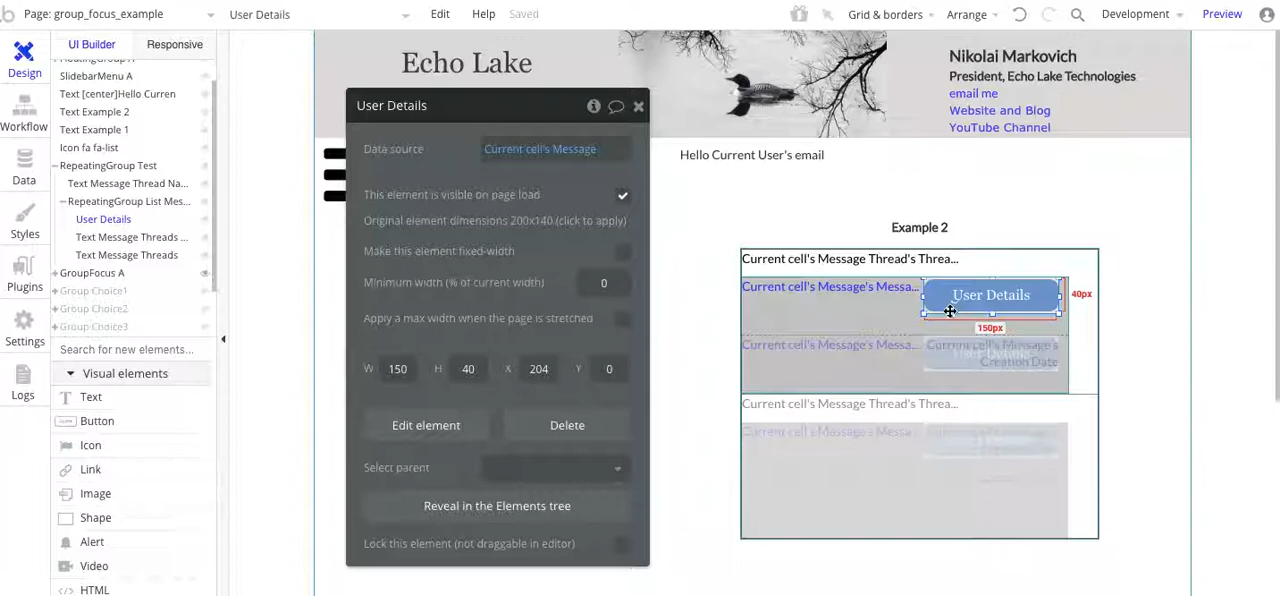 Page: group_focus_example
User Details
Edit
Help
Saved
Grid & borders
Arrange
Development
Preview
Design
Workflow
Data
Styles
Plugins
Settings
Logs
UI Builder
Responsive
SlidebarMenu A
Text [center]Hello Curren
Text Example 2
Text Example 1
Icon fa fa-list
RepeatingGroup Test
Text Message Thread Na...
RepeatingGroup List Mes...
User Details
Text Message Threads ...
Text Message Threads
GroupFocus A
Group Choice1
Group Choice2
Group Choice3
Search for new elements...
Visual elements
Text
Button
Icon
Link
Image
Shape
Alert
Video
</> HTML
Echo Lake
Nikolai Markovich
President, Echo Lake Technologies
email me
Website and Blog
YouTube Channel
User Details
Data source
Current cell's Message
This element is visible on page load
Original element dimensions 200x140 (click to apply)
Make this element fixed-width
Minimum width (% of current width)
0
Apply a max width when the page is stretched
W 150 H 40 X 204 Y 0
Edit element
Delete
Select parent
Reveal in the Elements tree
Lock this element (not draggable in editor)
Hello Current User's email
Example 2
Current cell's Message Thread's Threa...
Current cell's Message's Messa...
User Details
40px
150px
Current cell's Message's Messa...
Current cell's Message's
User Details
Creation Date
Current cell's Message Thread's Threa...
Current cell's Message's Messa...